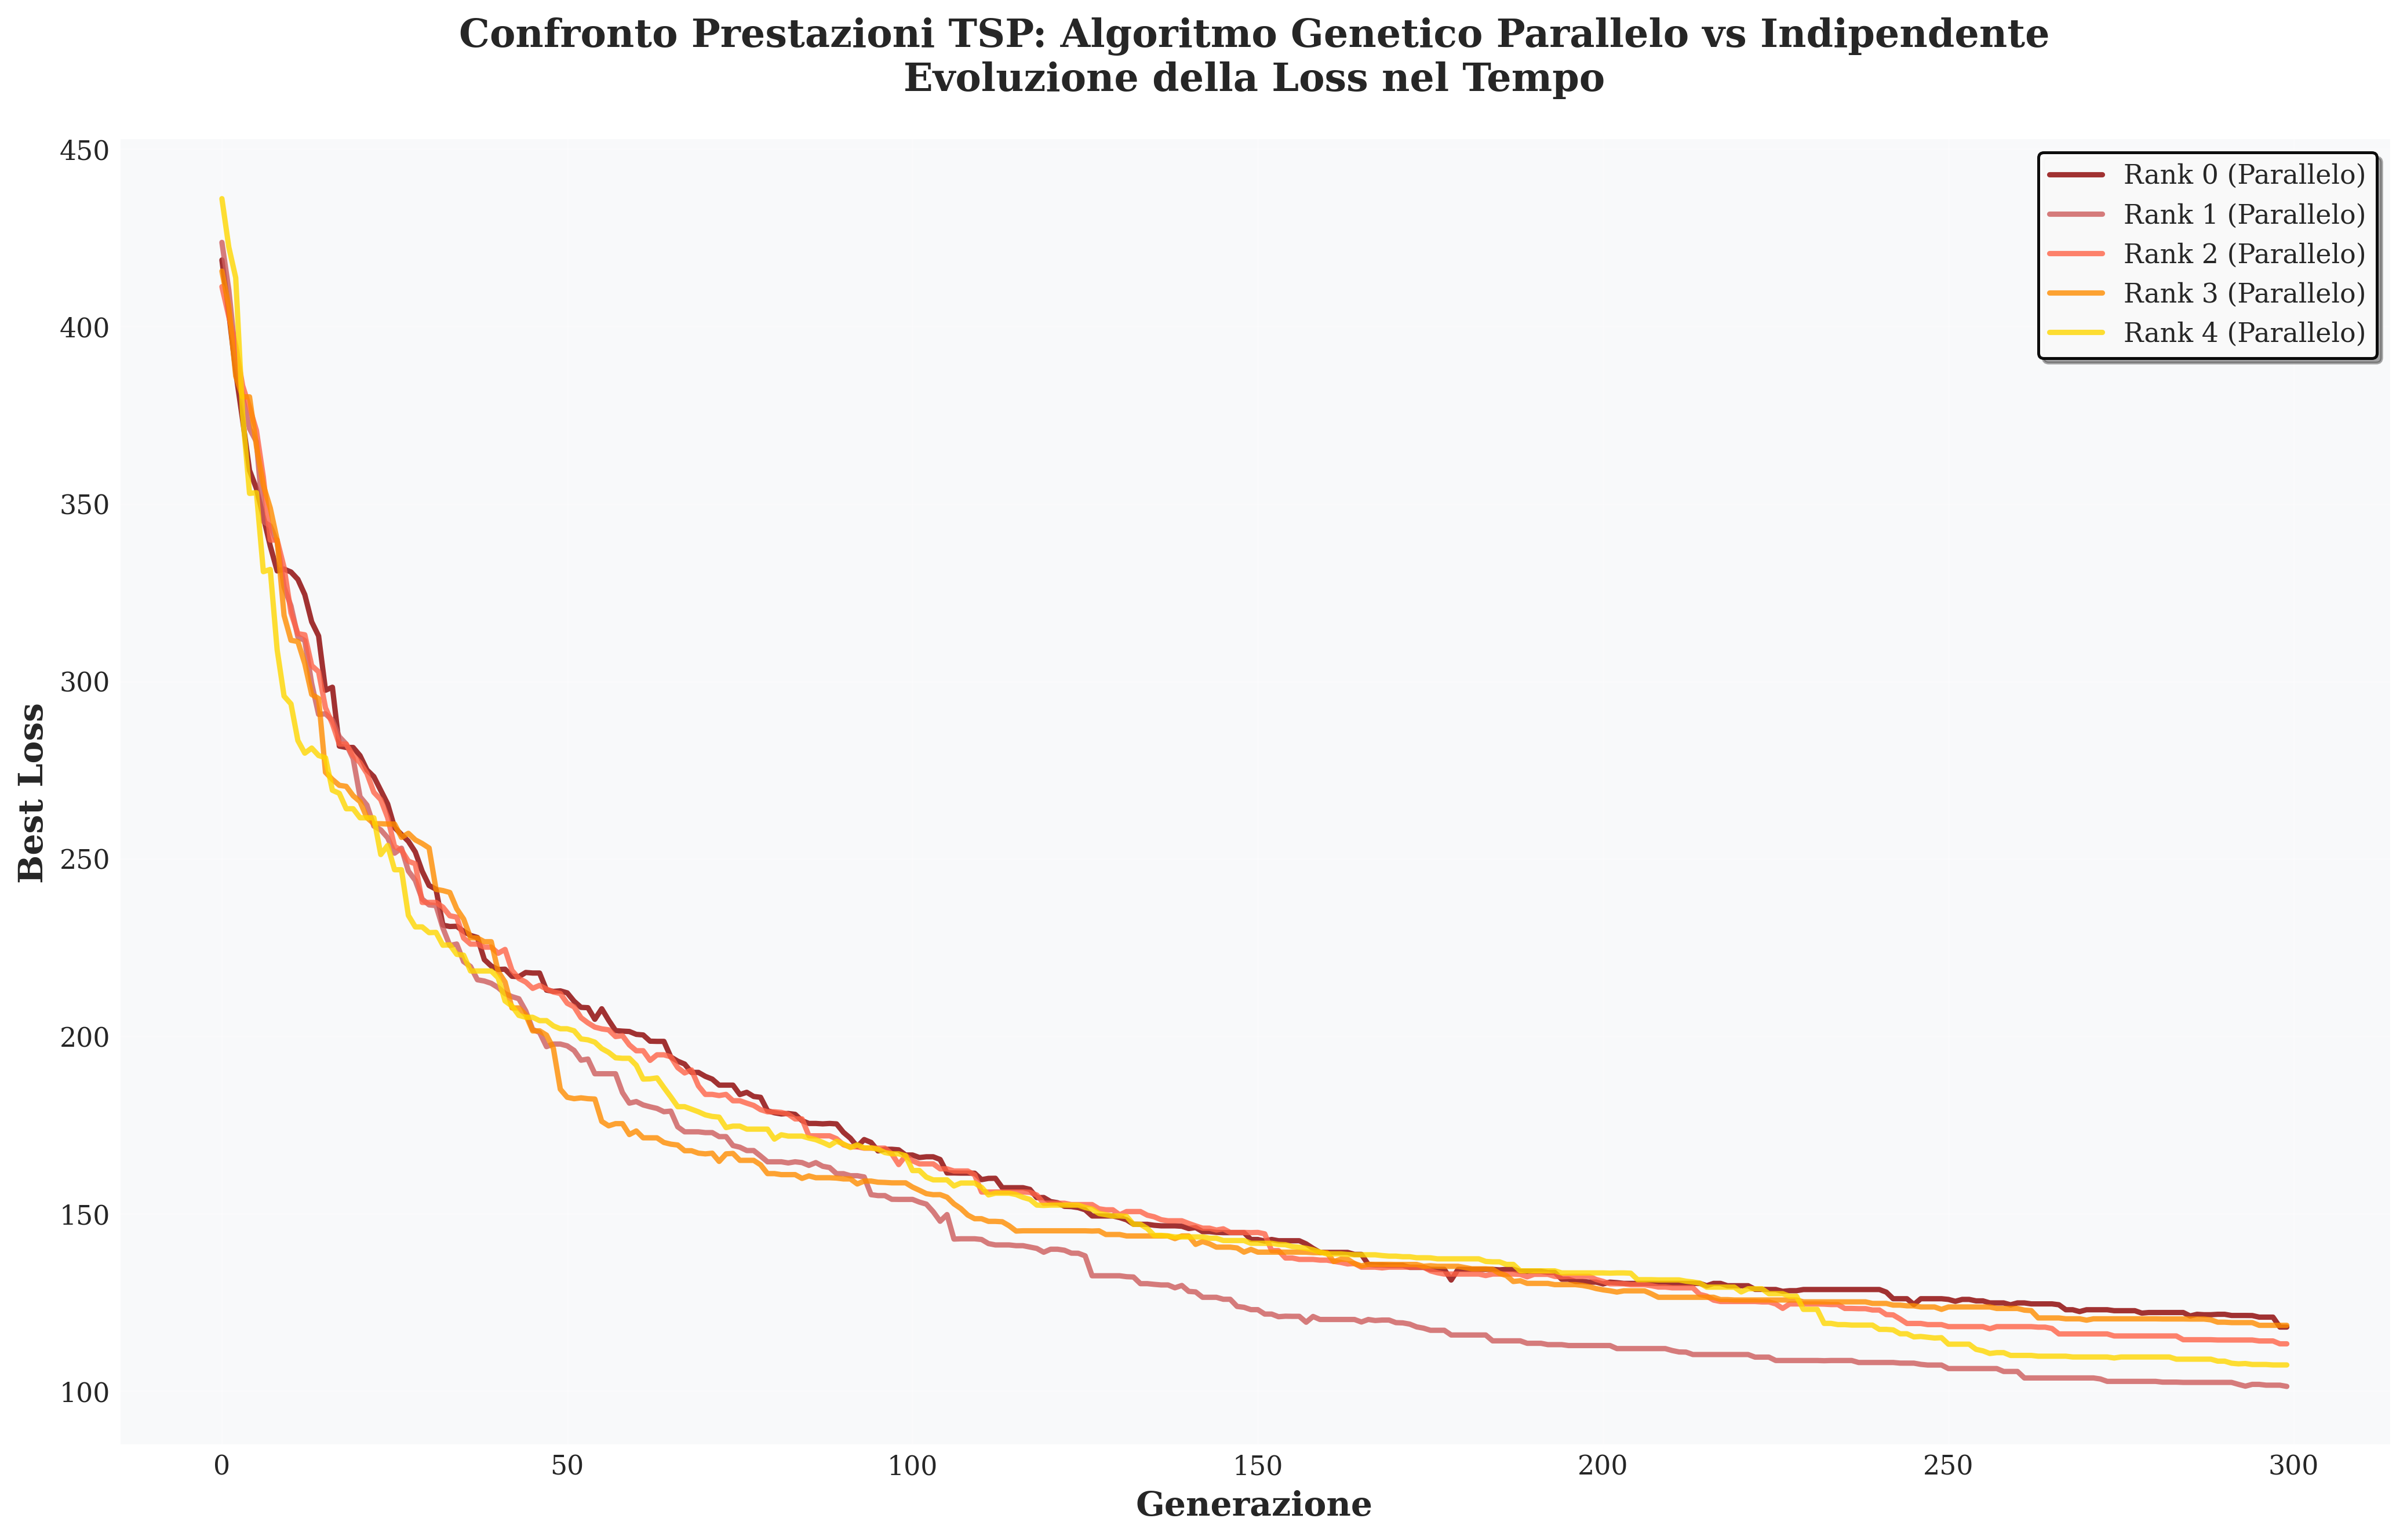 Confronto Prestazioni TSP: Algoritmo Genetico Parallelo vs Indipendente
Evoluzione della Loss nel Tempo
450
400
350
300
250
200
150
100
Best Loss
Rank 0 (Parallelo)
Rank 1 (Parallelo)
Rank 2 (Parallelo)
Rank 3 (Parallelo)
Rank 4 (Parallelo)
0 50 100 150 200 250 300
Generazione